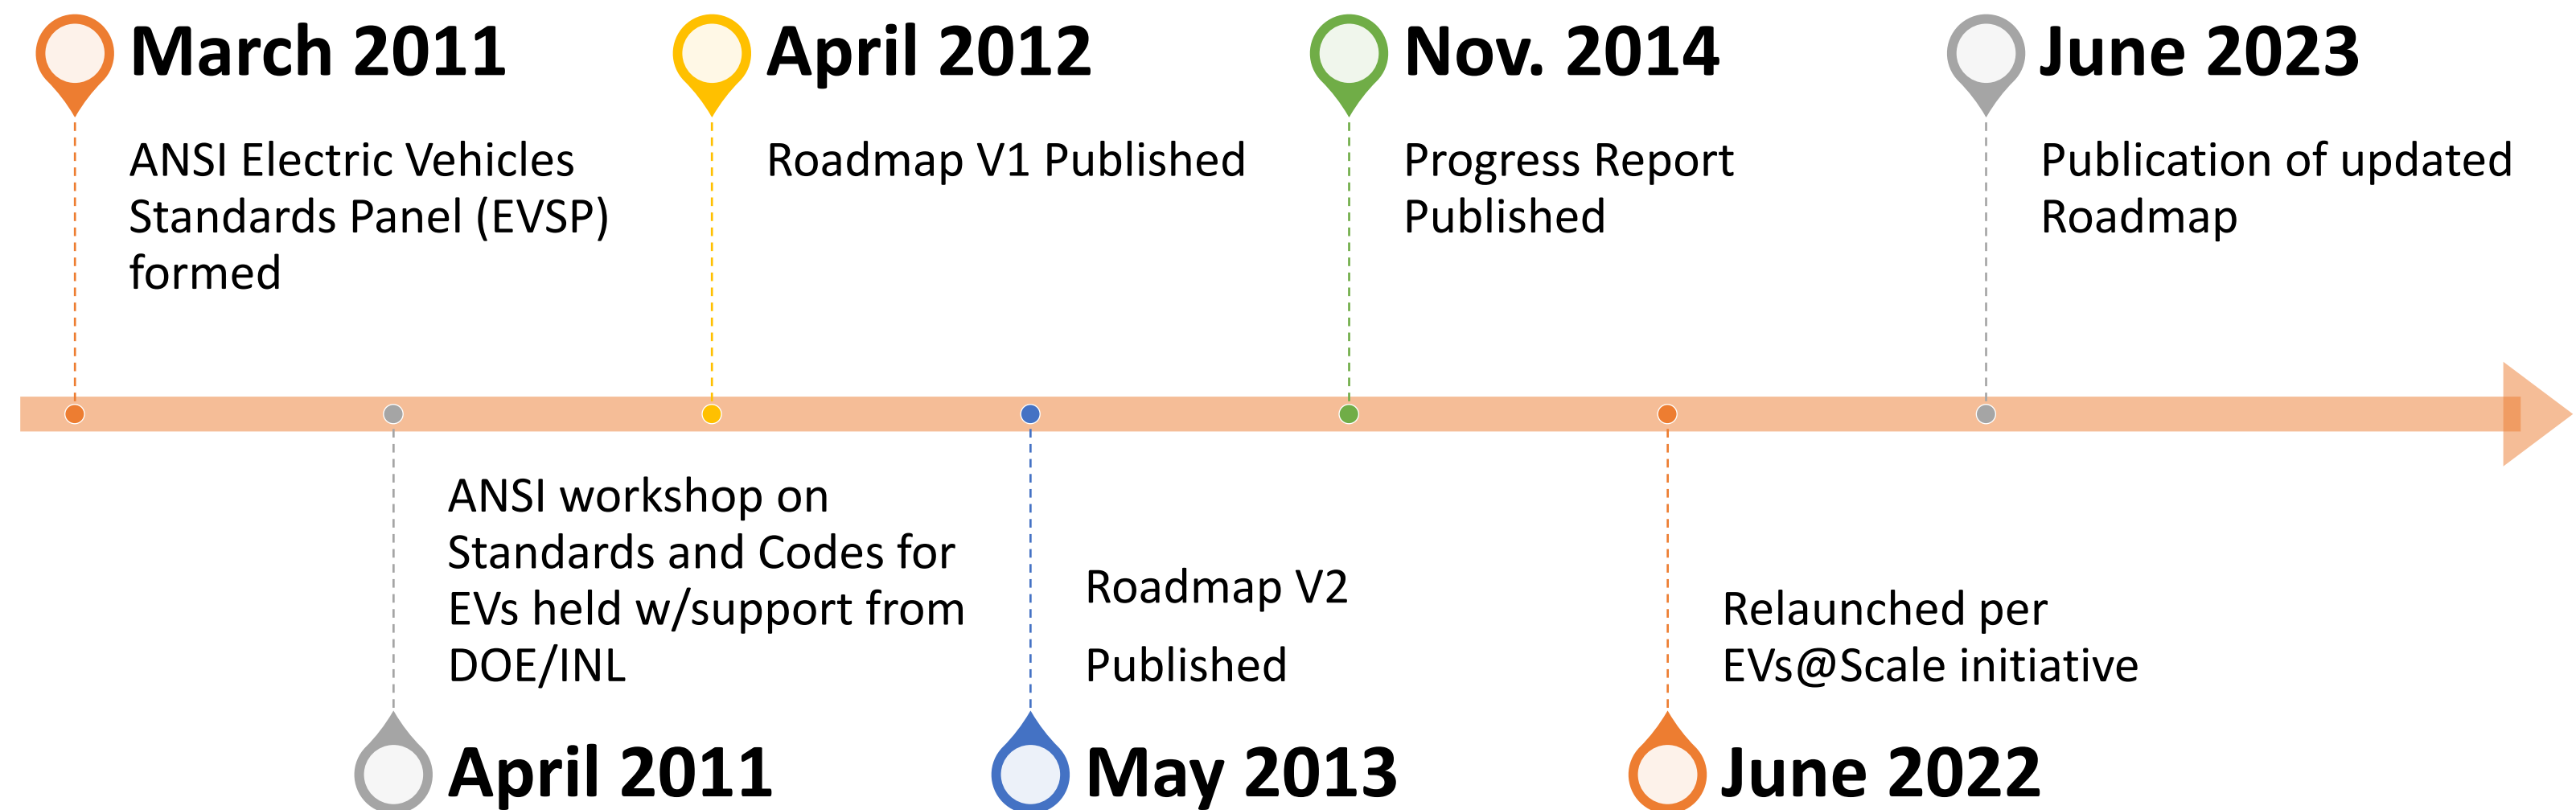 March 2011
ANSI Electric Vehicles
Standards Panel (EVSP)
formed
April 2011
ANSI workshop on
Standards and Codes for
EVs held w/support from
DOE/INL
April 2012
Roadmap V1 Published
May 2013
Roadmap V2
Published
Nov. 2014
Progress Report
Published
June 2022
Relaunched per
EVs@Scale initiative
June 2023
Publication of updated
Roadmap